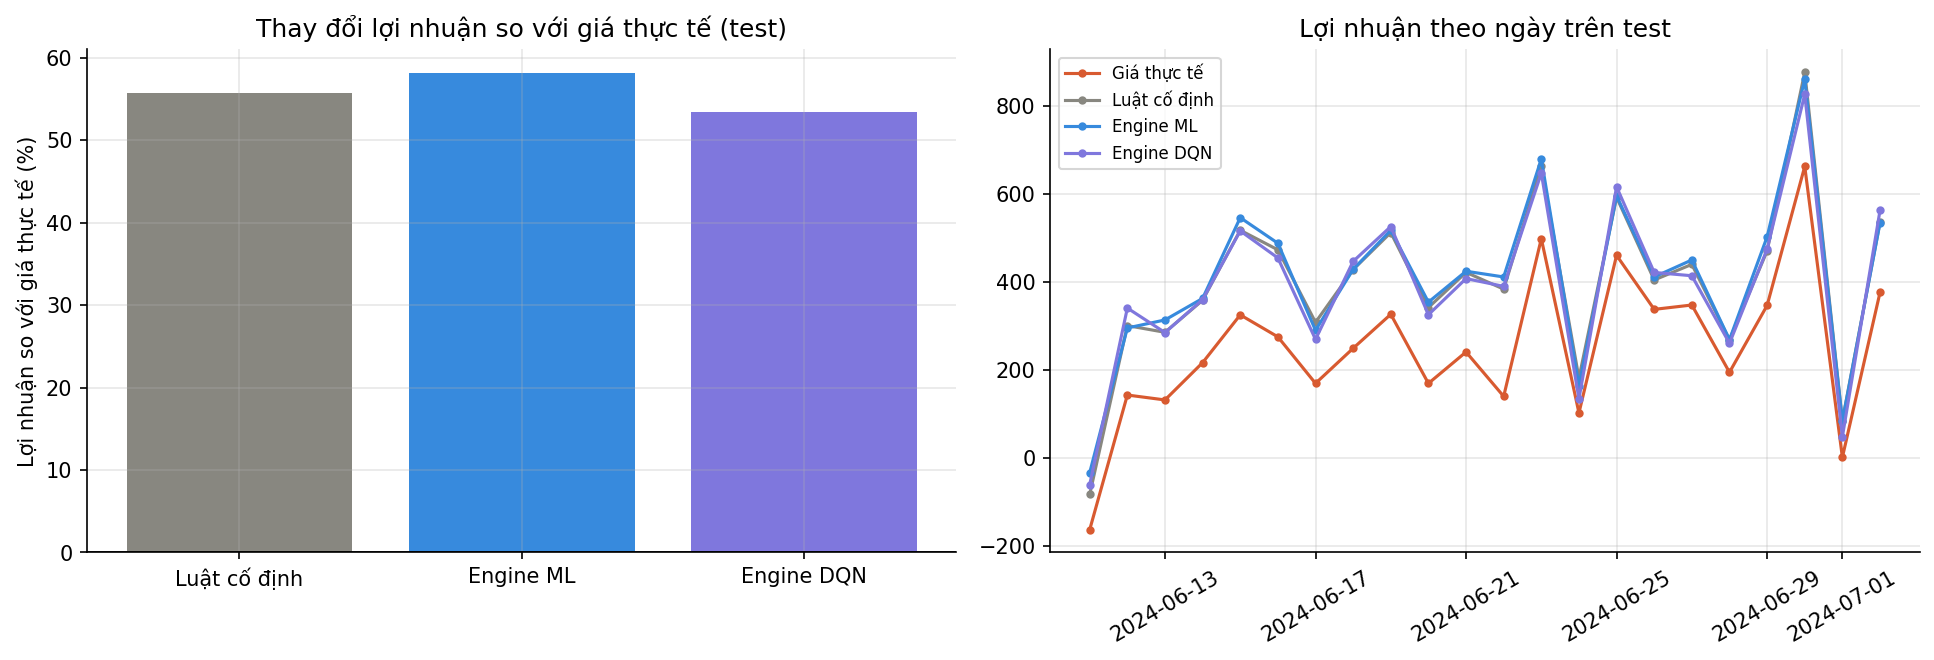 Thay đổi lợi nhuận so với giá thực tế (test)
Lợi nhuận so với giá thực tế (%)
60
50
40
30
20
10
0
Luật cố định
Engine ML
Engine DQN
Lợi nhuận theo ngày trên test
Giá thực tế
Luật cố định
Engine ML
Engine DQN
800
600
400
200
0
−200
2024-06-13
2024-06-17
2024-06-21
2024-06-25
2024-06-29
2024-07-01